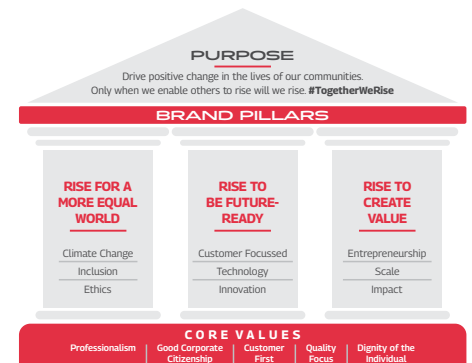 PURPOSE
Drive positive change in the lives of our communities.
Only when we enable others to rise will we rise. #TogetherWeRise
BRAND PILLARS
RISE FOR A
MORE EQUAL
WORLD
Climate Change
Inclusion
Ethics
RISE TO
BE FUTURE-
READY
Customer Focussed
Technology
Innovation
RISE TO
CREATE
VALUE
Entrepreneurship
Scale
Impact
CORE VALUES
Professionalism
Good Corporate
Citizenship
Customer
First
Quality
Focus
Dignity of the
Individual